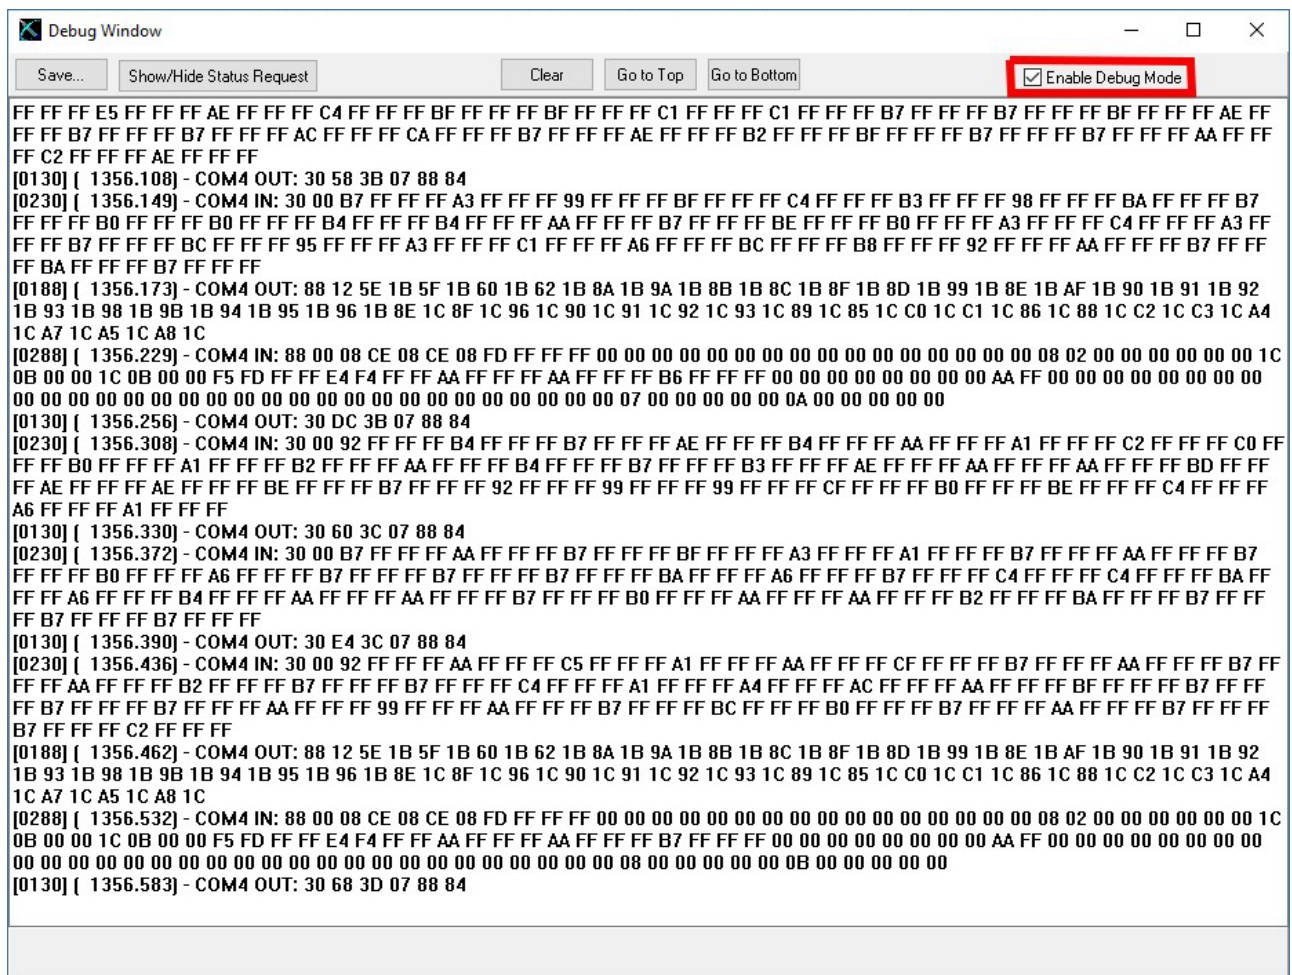 Debug Window
Save... Show/Hide Status Request Clear Go to Top Go to Bottom Enable Debug Mode
FF FF FF E5 FF FF FF AE FF FF FF C4 FF FF FF BF FF FF FF BF FF FF FF C1 FF FF FF C1 FF FF FF B7 FF FF FF B7 FF FF FF BF FF FF FF AE FF
FF FF B7 FF FF FF B7 FF FF FF AC FF FF FF CA FF FF FF B7 FF FF FF AE FF FF FF B2 FF FF FF BF FF FF FF B7 FF FF FF B7 FF FF FF AA FF FF
FF C2 FF FF FF AE FF FF FF
[0130] [ 1356.108] - COM4 OUT: 30 58 3B 07 88 84
[0230] [ 1356.149] - COM4 IN: 30 00 B7 FF FF FF A3 FF FF FF 99 FF FF FF BF FF FF FF C4 FF FF FF B3 FF FF FF 98 FF FF FF BA FF FF FF B7
FF FF FF B0 FF FF FF B0 FF FF FF B4 FF FF FF B4 FF FF FF AA FF FF FF B7 FF FF FF BE FF FF FF B0 FF FF FF A3 FF FF FF C4 FF FF FF A3 FF
FF FF B7 FF FF FF BC FF FF FF 95 FF FF FF A3 FF FF FF C1 FF FF FF A6 FF FF FF BC FF FF FF B8 FF FF FF 92 FF FF FF AA FF FF FF B7 FF FF
FF BA FF FF FF B7 FF FF FF
[0188] [ 1356.173] - COM4 OUT: 88 12 5E 1B 5F 1B 60 1B 62 1B 8A 1B 9A 1B 8B 1B 8C 1B 8F 1B 8D 1B 99 1B 8E 1B AF 1B 90 1B 91 1B 92
1B 93 1B 98 1B 9B 1B 94 1B 95 1B 96 1B 8E 1C 8F 1C 96 1C 90 1C 91 1C 92 1C 93 1C 89 1C 85 1C C0 1C C1 1C 86 1C 88 1C C2 1C C3 1C A4
1C A7 1C A5 1C A8 1C
[0288] [ 1356.229] - COM4 IN: 88 00 08 CE 08 CE 08 FD FF FF FF 00 00 00 00 00 00 00 00 00 00 00 00 00 00 00 00 08 02 00 00 00 00 00 00 1C
0B 00 00 1C 0B 00 00 F5 FD FF FF E4 F4 FF FF AA FF FF FF AA FF FF FF B6 FF FF FF 00 00 00 00 00 00 00 00 AA FF 00 00 00 00 00 00 00 00
00 00 00 00 00 00 00 00 00 00 00 00 00 00 00 00 00 00 00 00 00 00 07 00 00 00 00 00 0A 00 00 00 00 00
[0130] [ 1356.256] - COM4 OUT: 30 DC 3B 07 88 84
[0230] [ 1356.308] - COM4 IN: 30 00 92 FF FF FF B4 FF FF FF B7 FF FF FF AE FF FF FF B4 FF FF FF AA FF FF FF A1 FF FF FF C2 FF FF FF C0 FF
FF FF B0 FF FF FF A1 FF FF FF B2 FF FF FF AA FF FF FF B4 FF FF FF B7 FF FF FF B3 FF FF FF AE FF FF FF AA FF FF FF AA FF FF FF BD FF FF
FF AE FF FF FF AE FF FF FF BE FF FF FF B7 FF FF FF 92 FF FF FF 99 FF FF FF 99 FF FF FF CF FF FF FF B0 FF FF FF BE FF FF FF C4 FF FF FF
A6 FF FF FF A1 FF FF FF
[0130] [ 1356.330] - COM4 OUT: 30 60 3C 07 88 84
[0230] [ 1356.372] - COM4 IN: 30 00 B7 FF FF FF AA FF FF FF B7 FF FF FF BF FF FF FF A3 FF FF FF A1 FF FF FF B7 FF FF FF AA FF FF FF B7
FF FF FF B0 FF FF FF A6 FF FF FF B7 FF FF FF B7 FF FF FF B7 FF FF FF BA FF FF FF A6 FF FF FF B7 FF FF FF C4 FF FF FF C4 FF FF FF BA FF
FF FF A6 FF FF FF B4 FF FF FF AA FF FF FF AA FF FF FF B7 FF FF FF B0 FF FF FF AA FF FF FF AA FF FF FF B2 FF FF FF BA FF FF FF B7 FF FF
FF B7 FF FF FF B7 FF FF FF
[0130] [ 1356.390] - COM4 OUT: 30 E4 3C 07 88 84
[0230] [ 1356.436] - COM4 IN: 30 00 92 FF FF FF AA FF FF FF C5 FF FF FF A1 FF FF FF AA FF FF FF CF FF FF FF B7 FF FF FF AA FF FF FF B7 FF
FF FF AA FF FF FF B2 FF FF FF B7 FF FF FF B7 FF FF FF C4 FF FF FF A1 FF FF FF A4 FF FF FF AC FF FF FF AA FF FF FF BF FF FF FF B7 FF FF
FF B7 FF FF FF B7 FF FF FF AA FF FF FF 99 FF FF FF AA FF FF FF B7 FF FF FF BC FF FF FF B0 FF FF FF B7 FF FF FF AA FF FF FF B7 FF FF FF
B7 FF FF FF C2 FF FF FF
[0188] [ 1356.462] - COM4 OUT: 88 12 5E 1B 5F 1B 60 1B 62 1B 8A 1B 9A 1B 8B 1B 8C 1B 8F 1B 8D 1B 99 1B 8E 1B AF 1B 90 1B 91 1B 92
1B 93 1B 98 1B 9B 1B 94 1B 95 1B 96 1B 8E 1C 8F 1C 96 1C 90 1C 91 1C 92 1C 93 1C 89 1C 85 1C C0 1C C1 1C 86 1C 88 1C C2 1C C3 1C A4
1C A7 1C A5 1C A8 1C
[0288] [ 1356.532] - COM4 IN: 88 00 08 CE 08 CE 08 FD FF FF FF 00 00 00 00 00 00 00 00 00 00 00 00 00 00 00 00 08 02 00 00 00 00 00 00 1C
0B 00 00 1C 0B 00 00 F5 FD FF FF E4 F4 FF FF AA FF FF FF AA FF FF FF B7 FF FF FF 00 00 00 00 00 00 00 00 AA FF 00 00 00 00 00 00 00 00
00 00 00 00 00 00 00 00 00 00 00 00 00 00 00 00 00 00 00 00 00 00 08 00 00 00 00 00 0B 00 00 00 00 00
[0130] [ 1356.583] - COM4 OUT: 30 68 3D 07 88 84